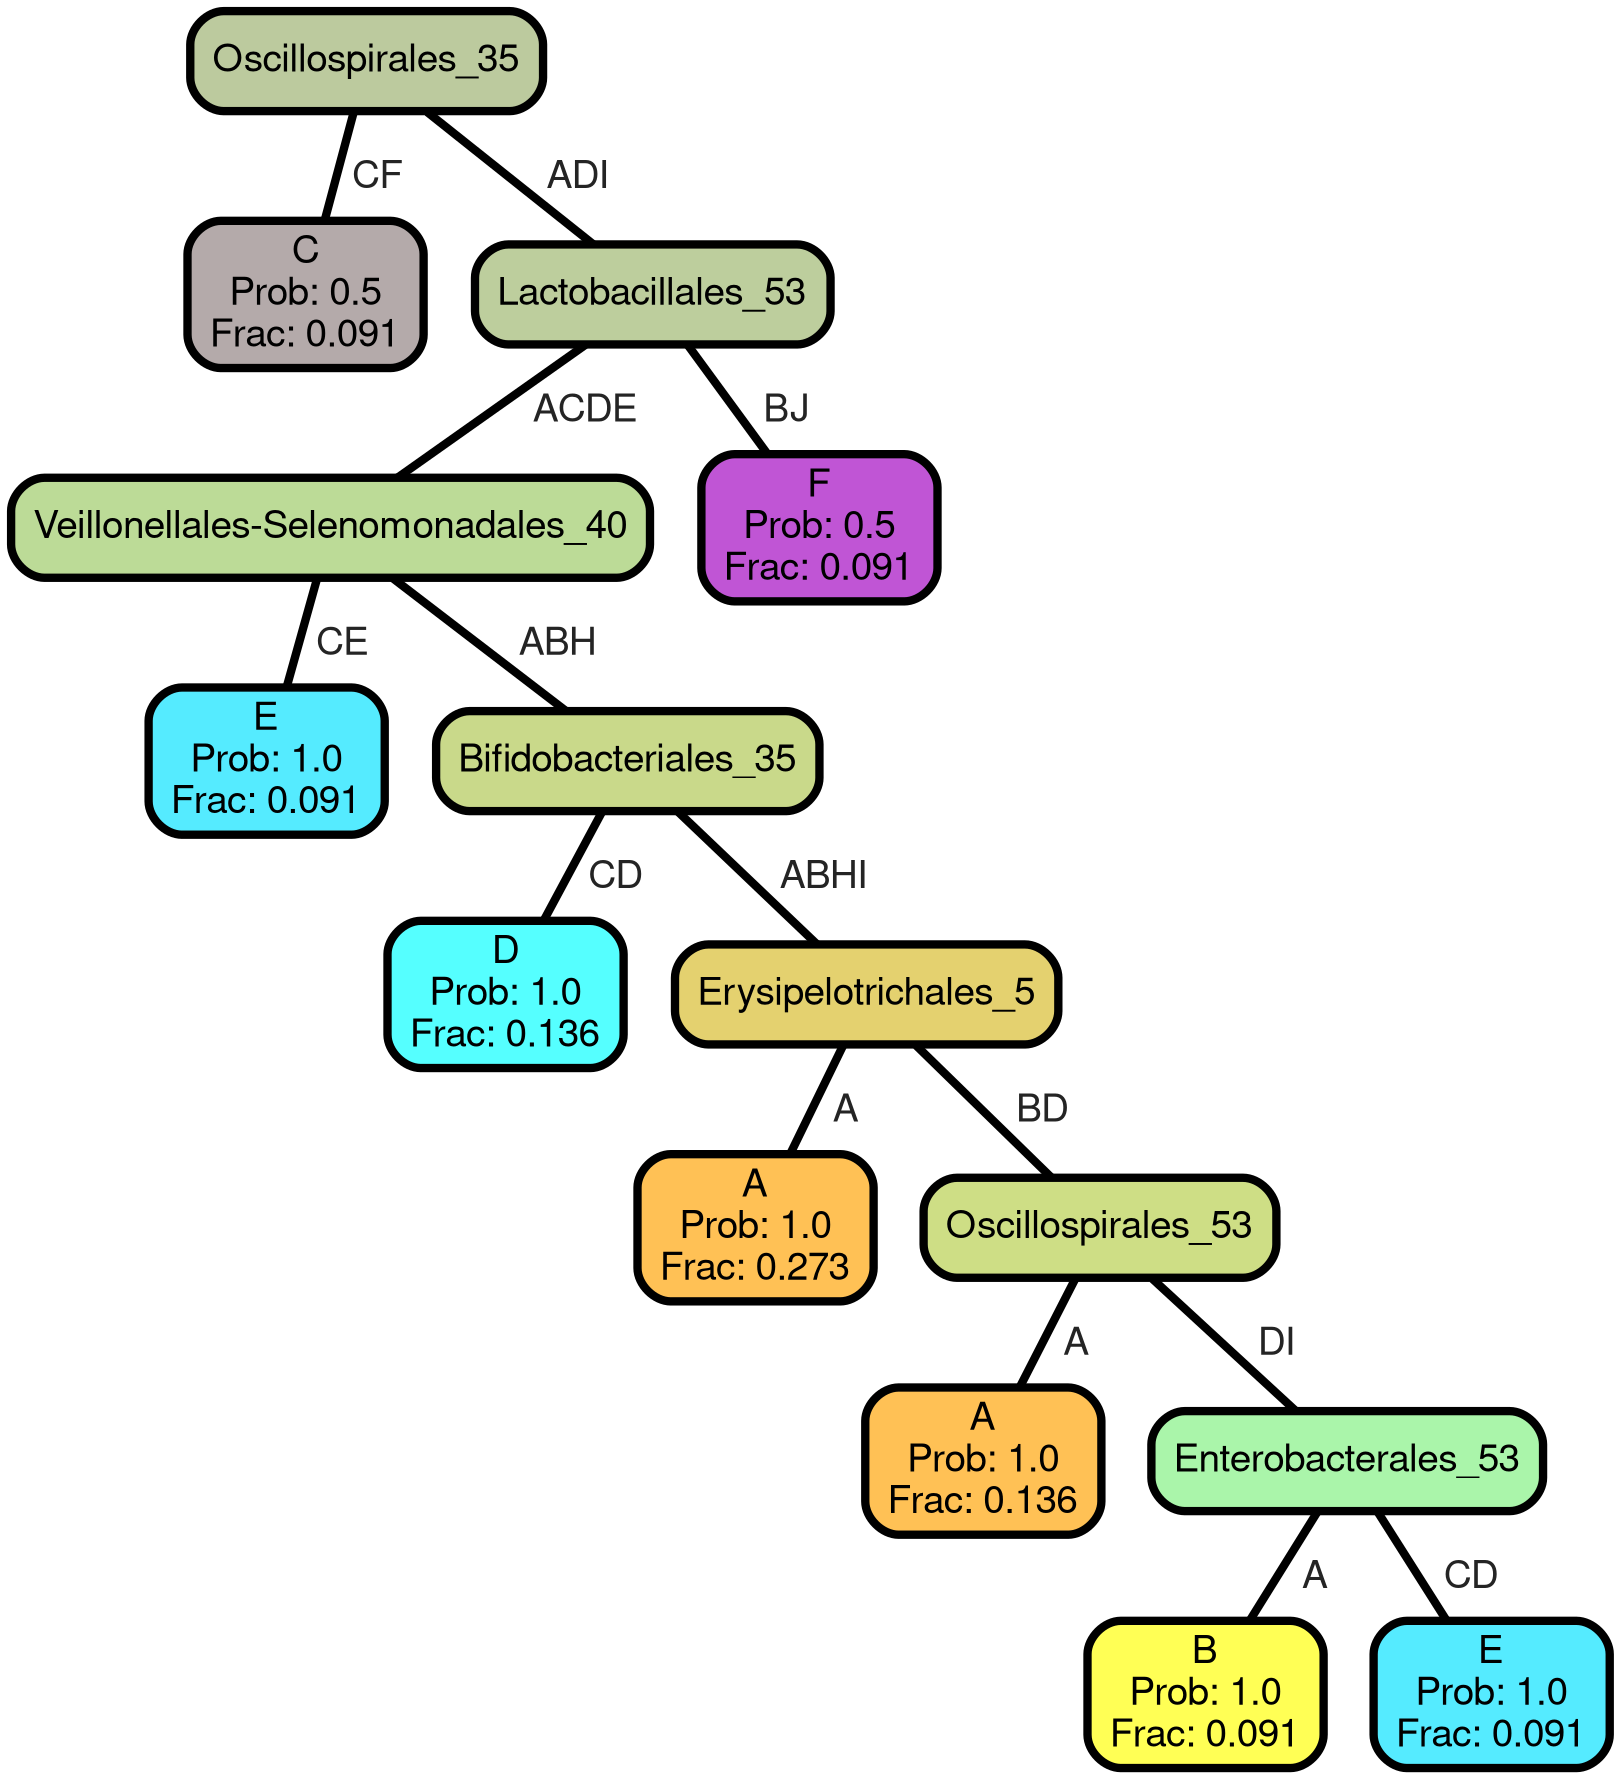 Oscillospirales_35
CF
ADI
C
Prob: 0.5
Frac: 0.091
Lactobacillales_53
ACDE
BJ
Veillonellales-Selenomonadales_40
F
Prob: 0.5
Frac: 0.091
CE
ABH
E
Prob: 1.0
Frac: 0.091
Bifidobacteriales_35
CD
ABHI
D
Prob: 1.0
Frac: 0.136
Erysipelotrichales_5
A
BD
A
Prob: 1.0
Frac: 0.273
Oscillospirales_53
A
DI
A
Prob: 1.0
Frac: 0.136
Enterobacterales_53
A
CD
B
Prob: 1.0
Frac: 0.091
E
Prob: 1.0
Frac: 0.091